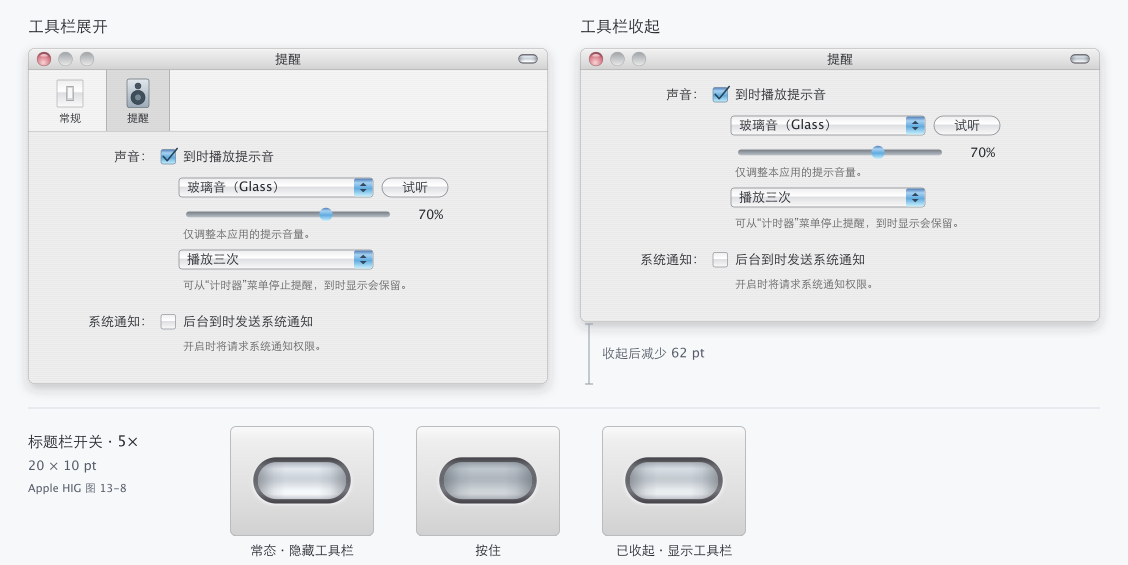 工具栏展开
提醒
常规
提醒
声音：
到时播放提示音
玻璃音（Glass）
试听
70%
仅调整本应用的提示音量。
播放三次
可从“计时器”菜单停止提醒，到时显示会保留。
系统通知：
后台到时发送系统通知
开启时将请求系统通知权限。
工具栏收起
提醒
声音：
到时播放提示音
玻璃音（Glass）
试听
70%
仅调整本应用的提示音量。
播放三次
可从“计时器”菜单停止提醒，到时显示会保留。
系统通知：
后台到时发送系统通知
开启时将请求系统通知权限。
收起后减少 62 pt
标题栏开关 · 5×
20 × 10 pt
Apple HIG 图 13-8
常态 · 隐藏工具栏
按住
已收起 · 显示工具栏